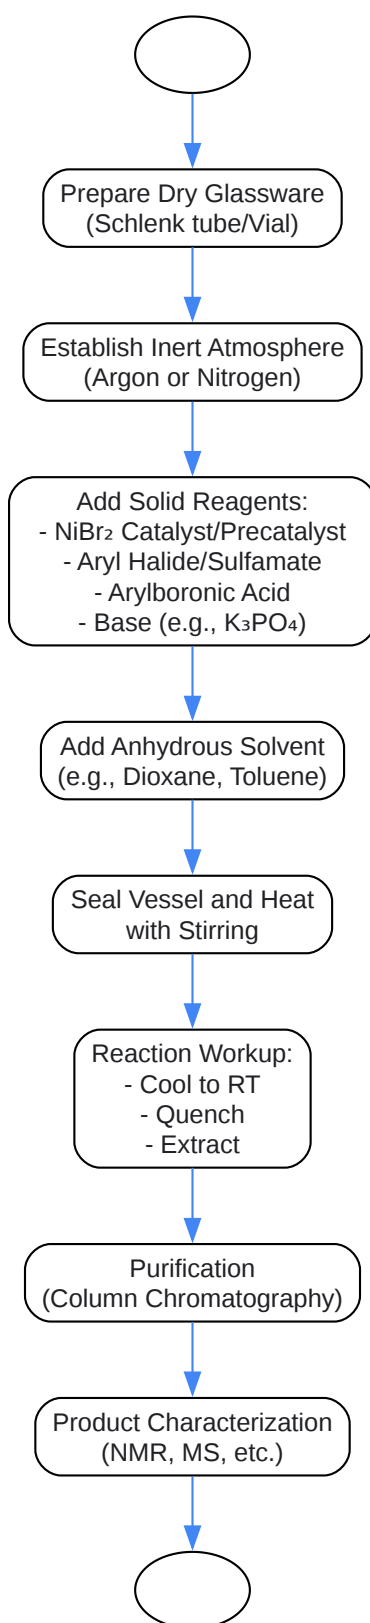 Prepare Dry Glassware
(Schlenk tube/Vial)
Establish Inert Atmosphere
(Argon or Nitrogen)
Add Solid Reagents:
- NiBr₂ Catalyst/Precatalyst
- Aryl Halide/Sulfamate
- Arylboronic Acid
- Base (e.g., K₃PO₄)
Add Anhydrous Solvent
(e.g., Dioxane, Toluene)
Seal Vessel and Heat
with Stirring
Reaction Workup:
- Cool to RT
- Quench
- Extract
Purification
(Column Chromatography)
Product Characterization
(NMR, MS, etc.)